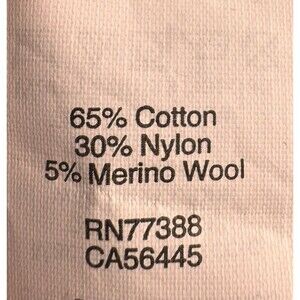 65% Cotton
30% Nylon
5% Merino Wool
RN77388
CA56445